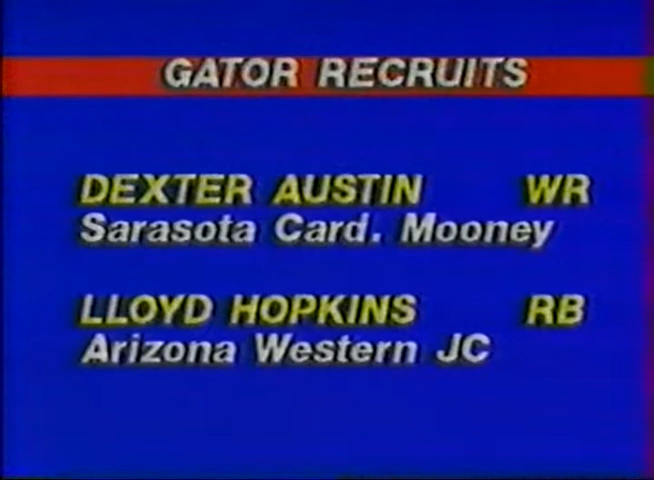 GATOR RECRUITS
DEXTER AUSTIN WR
Sarasota Card. Mooney
LLOYD HOPKINS RB
Arizona Western JC